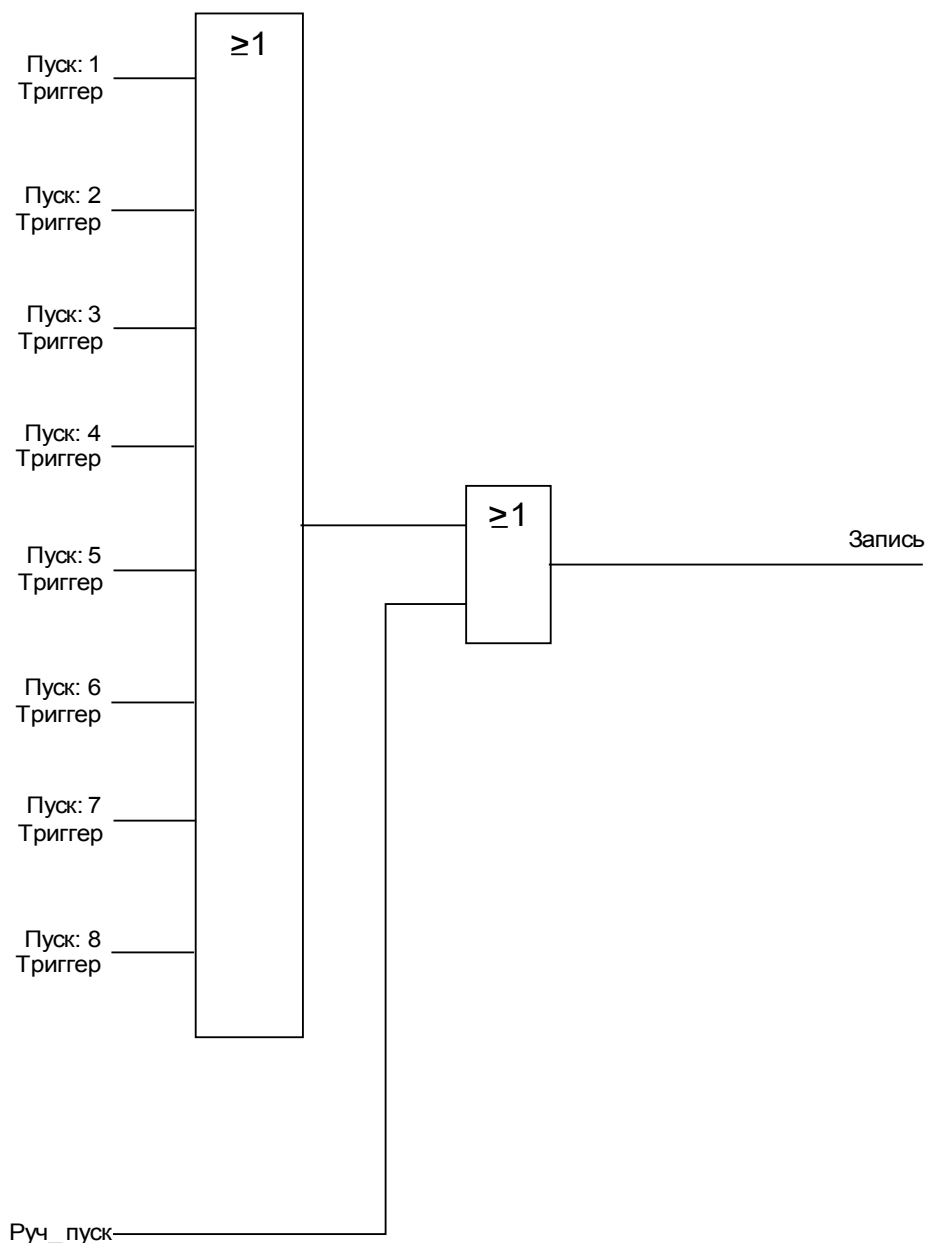 ≥1
Пуск: 1
Триггер
Пуск: 2
Триггер
Пуск: 3
Триггер
Пуск: 4
Триггер
≥1
Запись
Пуск: 5
Триггер
Пуск: 6
Триггер
Пуск: 7
Триггер
Пуск: 8
Триггер
Руч_пуск